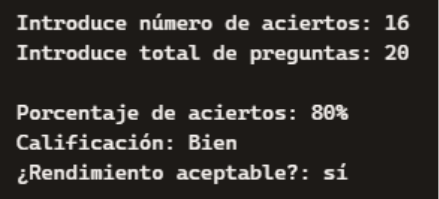 Introduce número de aciertos: 16
Introduce total de preguntas: 20
Porcentaje de aciertos: 80%
Calificación: Bien
¿Rendimiento aceptable?: sí